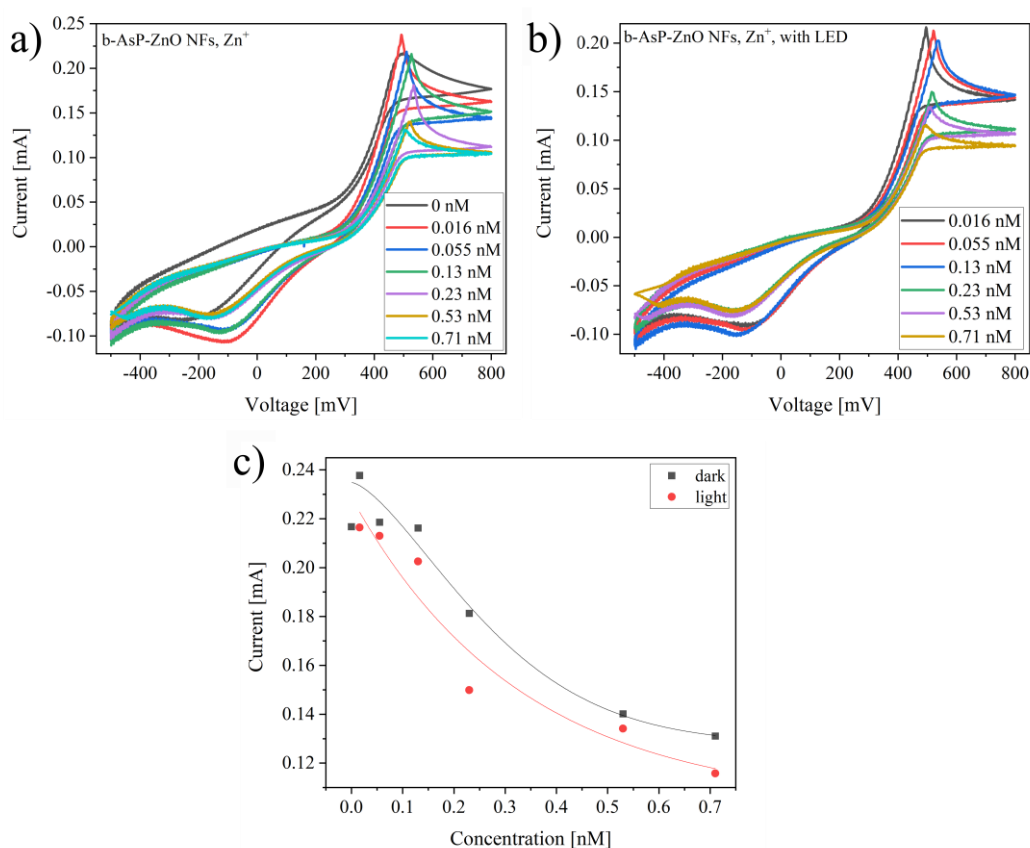 a)
b-AsP-ZnO NFs, Zn⁺
Current [mA]
0.25
0.20
0.15
0.10
0.05
0.00
-0.05
-0.10
0 nM
0.016 nM
0.055 nM
0.13 nM
0.23 nM
0.53 nM
0.71 nM
-400 -200 0 200 400 600 800
Voltage [mV]
b)
b-AsP-ZnO NFs, Zn⁺, with LED
Current [mA]
0.20
0.15
0.10
0.05
0.00
-0.05
-0.10
0.016 nM
0.055 nM
0.13 nM
0.23 nM
0.53 nM
0.71 nM
-400 -200 0 200 400 600 800
Voltage [mV]
c)
Current [mA]
0.24
0.22
0.20
0.18
0.16
0.14
0.12
dark
light
0.0 0.1 0.2 0.3 0.4 0.5 0.6 0.7
Concentration [nM]